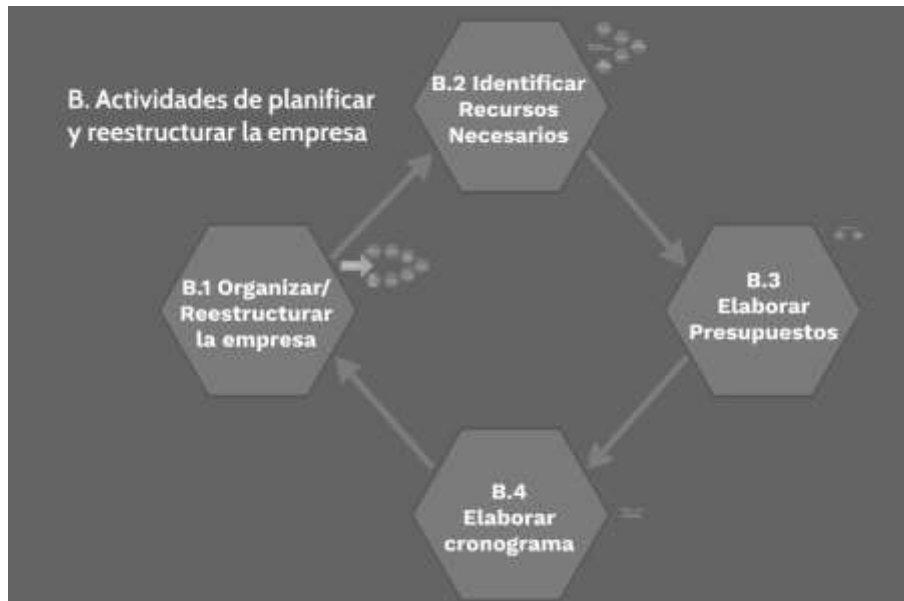 B. Actividades de planificar
y reestructurar la empresa
B.2 Identificar
Recursos
Necesarios
B.1 Organizar/
Reestructurar
la empresa
B.3
Elaborar
Presupuestos
B.4
Elaborar
cronograma